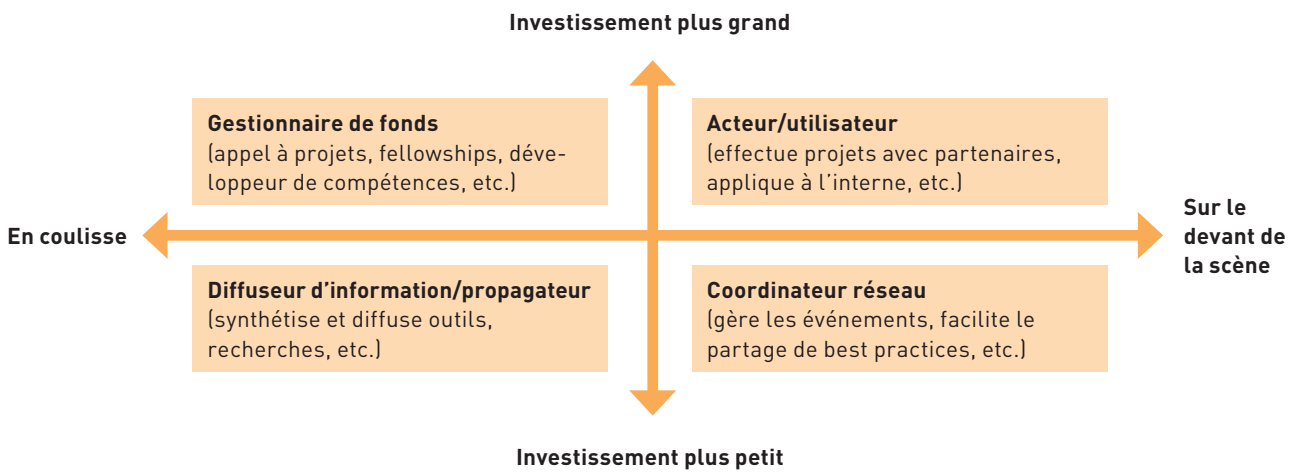 Investissement plus grand
Gestionnaire de fonds
(appel à projets, fellowships, déve-
loppeur de compétences, etc.)
Acteur/utilisateur
(effectue projets avec partenaires,
applique à l'interne, etc.)
En coulisse
Sur le
devant de
la scène
Diffuseur d'information/propagateur
(synthétise et diffuse outils,
recherches, etc.)
Coordinateur réseau
(gère les événements, facilite le
partage de best practices, etc.)
Investissement plus petit